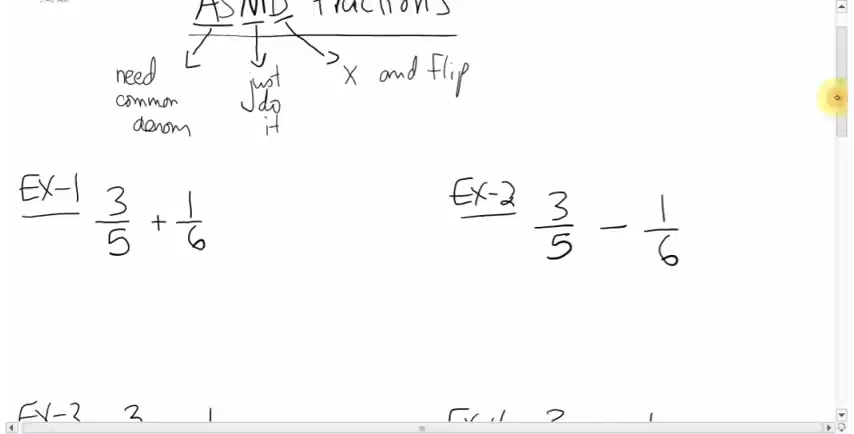 ASMD fractions
need
common
denom
just
do
it
x and flip
EX-1 3/5 + 1/6
EX-2 3/5 - 1/6